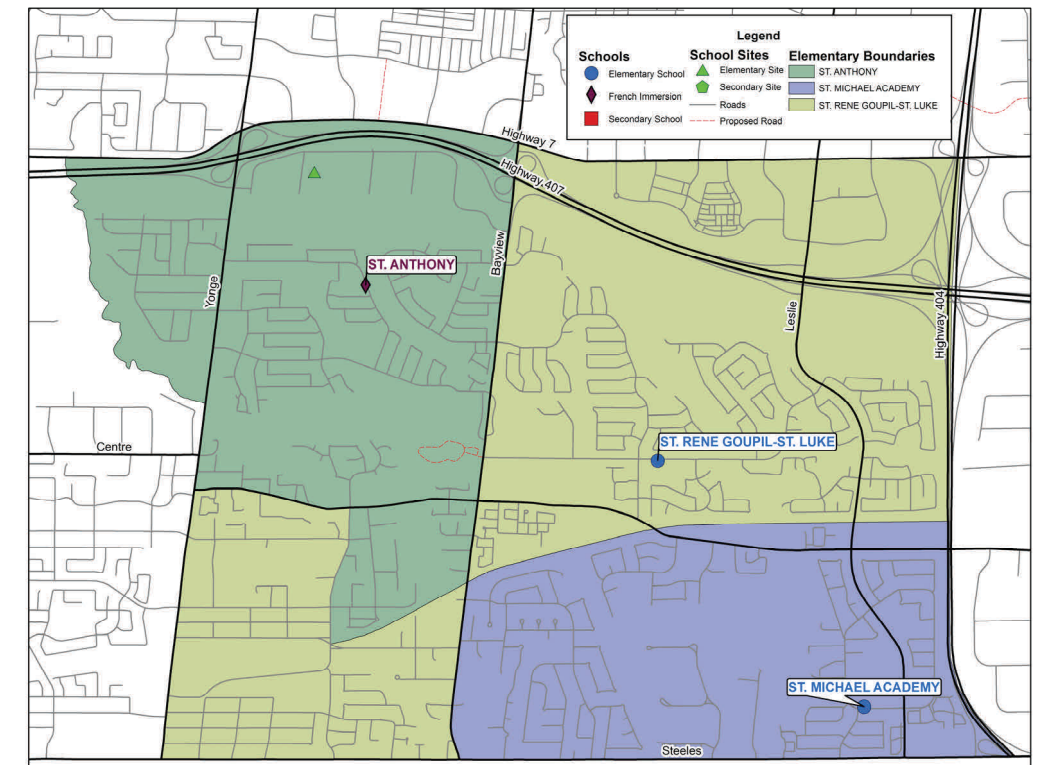 Legend
Schools
Elementary School
French Immersion
Secondary School
School Sites
Elementary Site
Secondary Site
Roads
Proposed Road
Elementary Boundaries
ST. ANTHONY
ST. MICHAEL ACADEMY
ST. RENE GOUPIL-ST. LUKE
Highway 7
Highway 407
ST. ANTHONY
Bayview
Yonge
Leslie
Highway 404
Centre
ST. RENE GOUPIL-ST. LUKE
ST. MICHAEL ACADEMY
Steeles